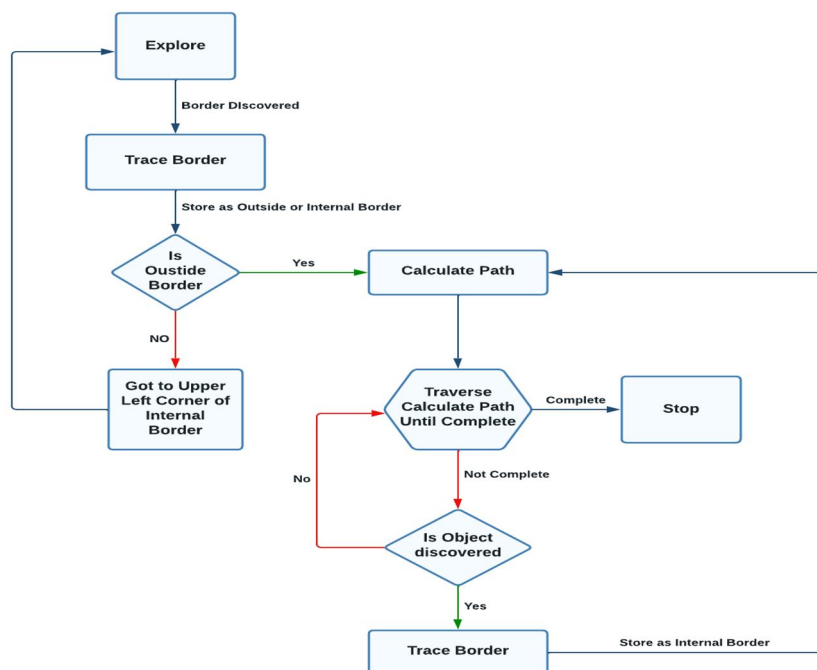 Explore
Border DIscovered
Trace Border
Store as Outside or Internal Border
Is
Oustide
Border
Yes
Calculate Path
NO
Got to Upper
Left Corner of
Internal
Border
Traverse
Calculate Path
Until Complete
Complete
Stop
No
Not Complete
Is Object
discovered
Yes
Trace Border
Store as Internal Border